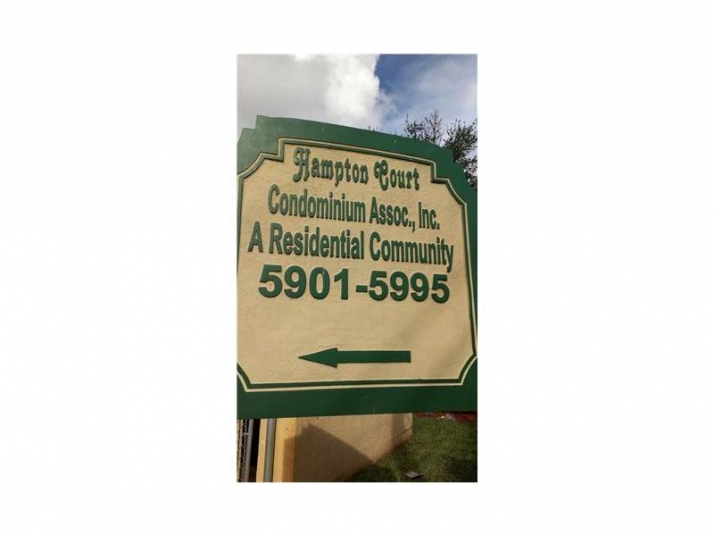 Hampton Court
Condominium Assoc., Inc.
A Residential Community
5901-5995